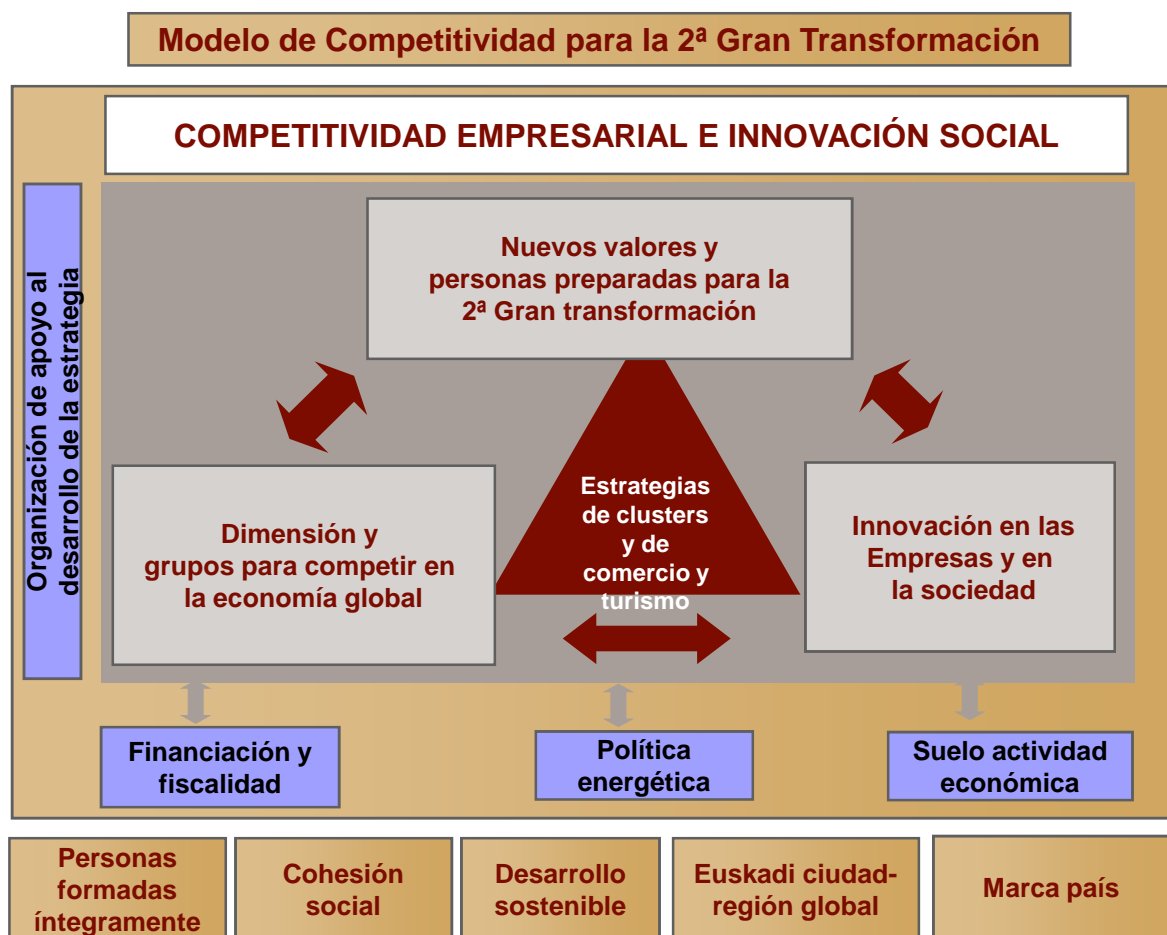 Modelo de Competitividad para la 2ª Gran Transformación
COMPETITIVIDAD EMPRESARIAL E INNOVACIÓN SOCIAL
Organización de apoyo al
desarrollo de la estrategia
Nuevos valores y
personas preparadas para la
2ª Gran transformación
Dimensión y
grupos para competir en
la economía global
Estrategias
de clusters
y de
comercio y
turismo
Innovación en las
Empresas y en
la sociedad
Financiación y
fiscalidad
Política
energética
Suelo actividad
económica
Personas
formadas
íntegramente
Cohesión
social
Desarrollo
sostenible
Euskadi ciudad-
región global
Marca país